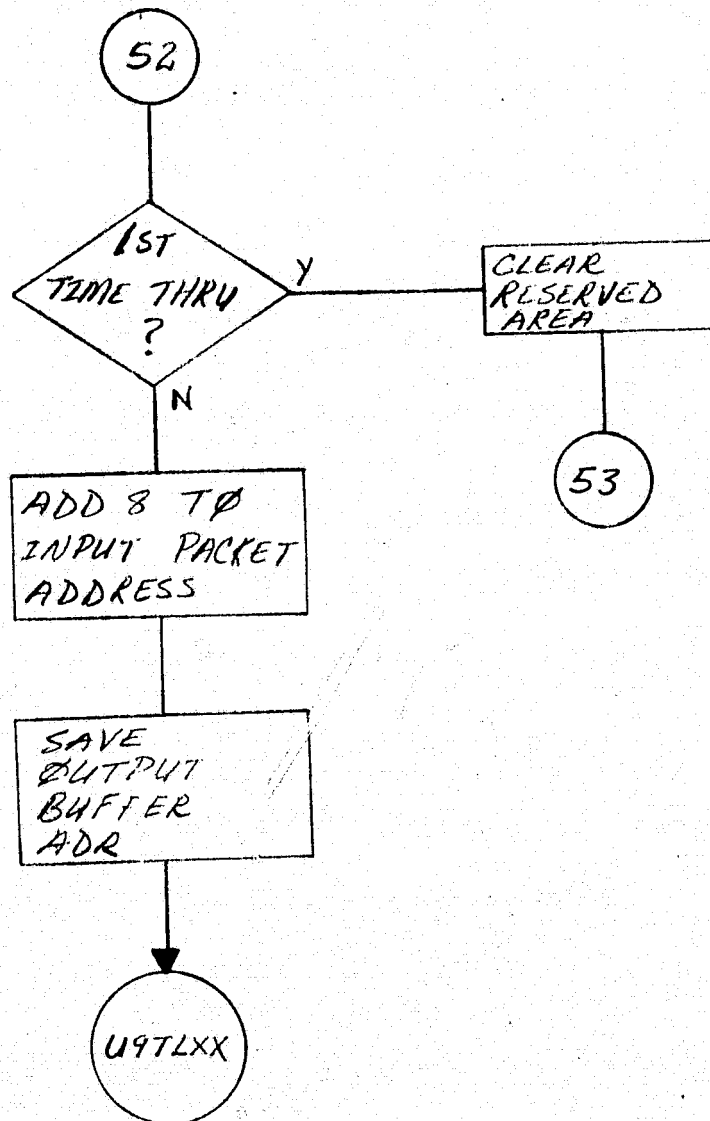 52
1ST
TIME THRU
?
Y
N
CLEAR
RESERVED
AREA
53
ADD 8 TØ
INPUT PACKET
ADDRESS
SAVE
ØUTPUT
BUFFER
ADR
U9TLXX